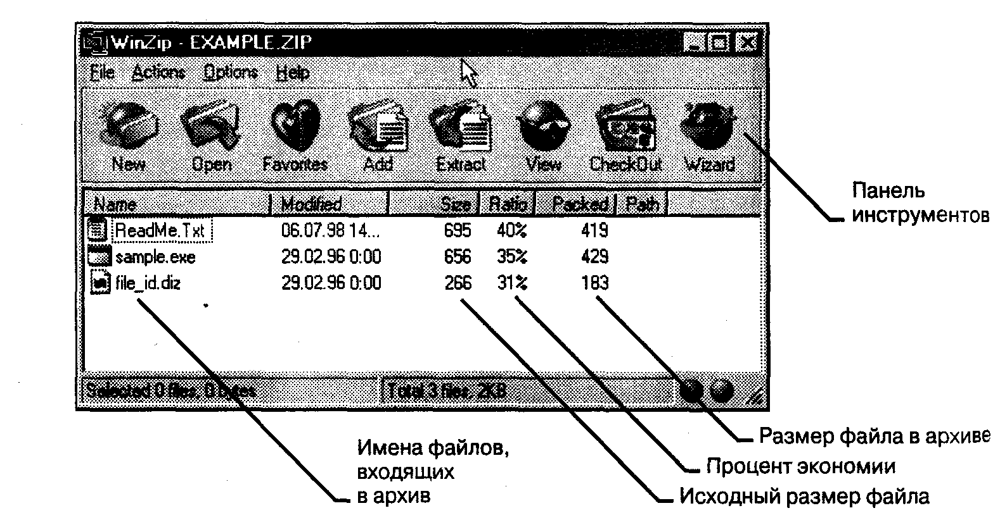 WinZip - EXAMPLE.ZIP
File Actions Options Help
New Open Favorites Add Extract View CheckOut Wizard
Name Modified Size Ratio Packed Path
ReadMe.Txt 06.07.98 14... 695 40% 419
sample.exe 29.02.96 0:00 656 35% 429
file_id.diz 29.02.96 0:00 266 31% 183
Selected 0 files, 0 bytes Total 3 files, 2KB
Панель
инструментов
Размер файла в архиве
Процент экономии
Исходный размер файла
Имена файлов,
входящих
в архив